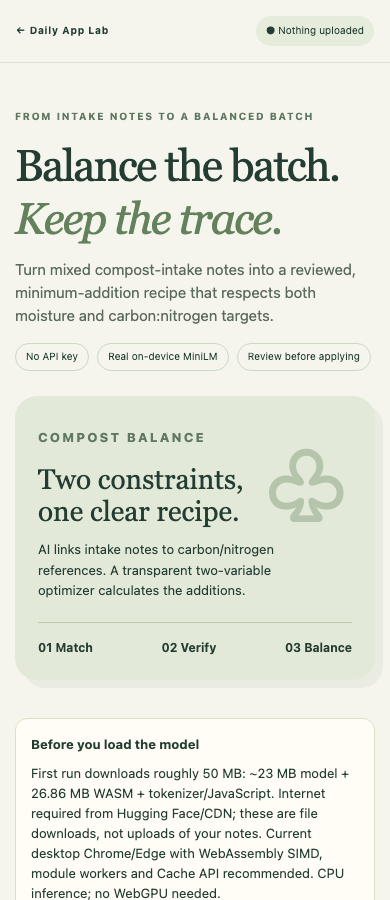 ← Daily App Lab
Nothing uploaded
FROM INTAKE NOTES TO A BALANCED BATCH
Balance the batch.
Keep the trace.
Turn mixed compost-intake notes into a reviewed,
minimum-addition recipe that respects both
moisture and carbon:nitrogen targets.
No API key
Real on-device MiniLM
Review before applying
COMPOST BALANCE
Two constraints,
one clear recipe.
AI links intake notes to carbon/nitrogen
references. A transparent two-variable
optimizer calculates the additions.
01 Match
02 Verify
03 Balance
Before you load the model
First run downloads roughly 50 MB: ~23 MB model +
26.86 MB WASM + tokenizer/JavaScript. Internet
required from Hugging Face/CDN; these are file
downloads, not uploads of your notes. Current
desktop Chrome/Edge with WebAssembly SIMD,
module workers and Cache API recommended. CPU
inference; no WebGPU needed.